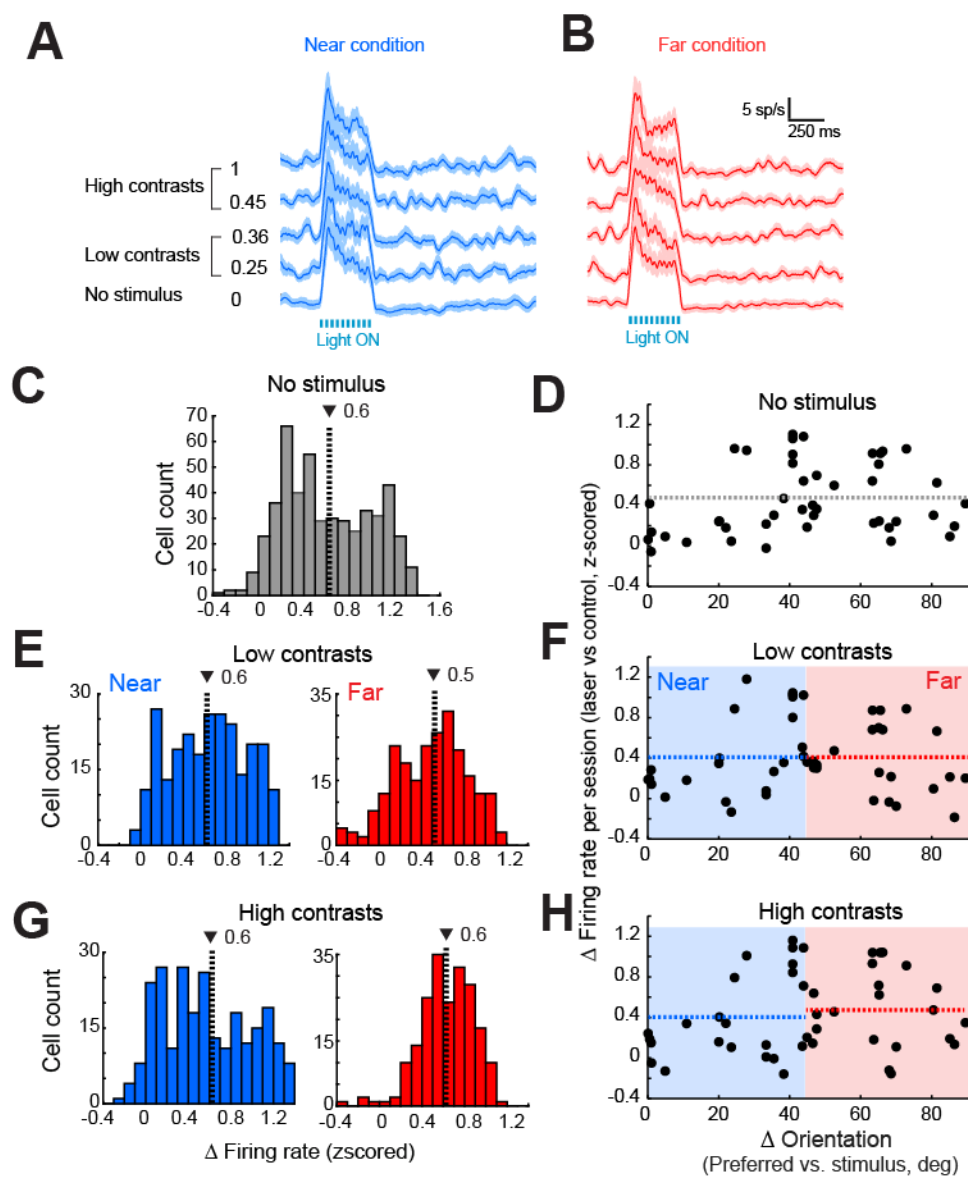 A
Near condition
B
Far condition
5 sp/s
250 ms
High contrasts
1
0.45
Low contrasts
0.36
0.25
No stimulus
0
Light ON
Light ON
C
No stimulus
0.6
Cell count
70
60
50
40
30
20
10
0
-0.4
0
0.4
0.8
1.2
1.6
D
No stimulus
1.2
0.8
0.4
0
-0.4
0
20
40
60
80
E
Low contrasts
Near
0.6
Cell count
30
15
0
-0.4
0
0.4
0.8
1.2
Far
0.5
35
15
0
-0.4
0
0.4
0.8
1.2
F
Low contrasts
Near
Far
1.2
0.8
0.4
0
-0.4
0
20
40
60
80
Δ Firing rate per session (laser vs control, z-scored)
G
High contrasts
0.6
Cell count
30
15
0
-0.4
0
0.4
0.8
1.2
0.6
35
15
0
-0.4
0
0.4
0.8
1.2
Δ Firing rate (zscored)
H
High contrasts
1.2
0.8
0.4
0
-0.4
0
20
40
60
80
Δ Orientation
(Preferred vs. stimulus, deg)